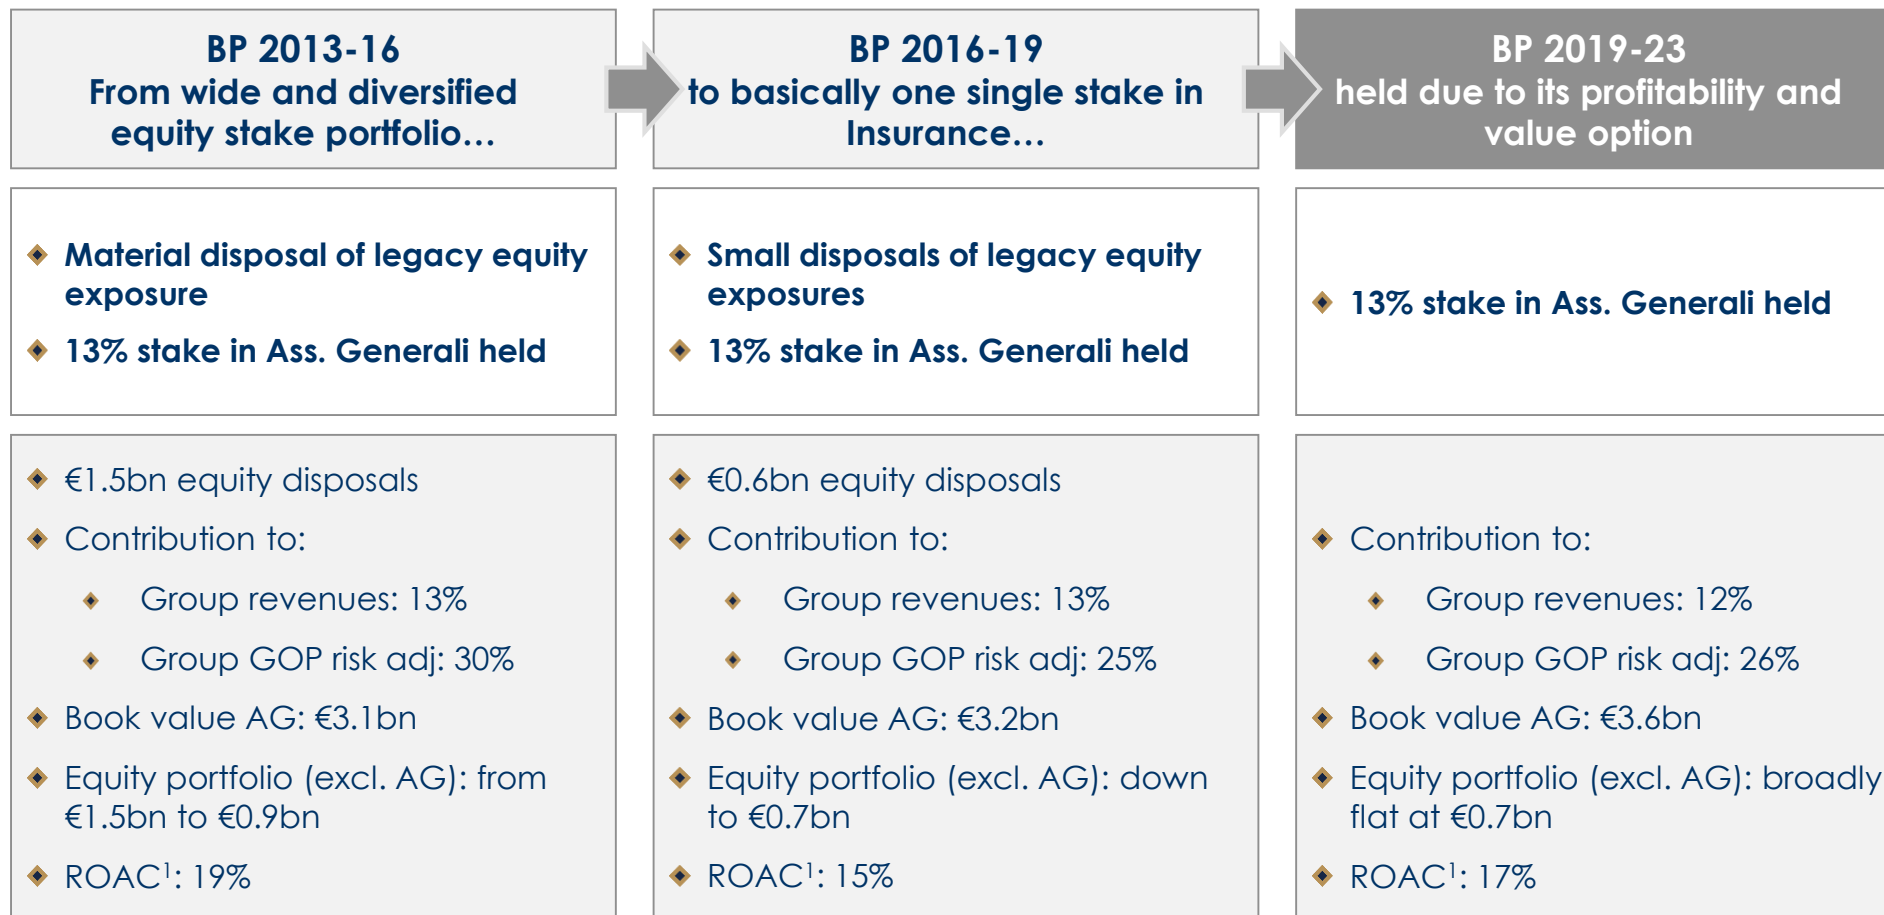 BP 2013-16
From wide and diversified
equity stake portfolio…
BP 2016-19
to basically one single stake in
Insurance…
BP 2019-23
held due to its profitability and
value option
Material disposal of legacy equity
exposure
13% stake in Ass. Generali held
Small disposals of legacy equity
exposures
13% stake in Ass. Generali held
13% stake in Ass. Generali held
€1.5bn equity disposals
Contribution to:
Group revenues: 13%
Group GOP risk adj: 30%
Book value AG: €3.1bn
Equity portfolio (excl. AG): from
€1.5bn to €0.9bn
ROAC¹: 19%
€0.6bn equity disposals
Contribution to:
Group revenues: 13%
Group GOP risk adj: 25%
Book value AG: €3.2bn
Equity portfolio (excl. AG): down
to €0.7bn
ROAC¹: 15%
Contribution to:
Group revenues: 12%
Group GOP risk adj: 26%
Book value AG: €3.6bn
Equity portfolio (excl. AG): broadly
flat at €0.7bn
ROAC¹: 17%